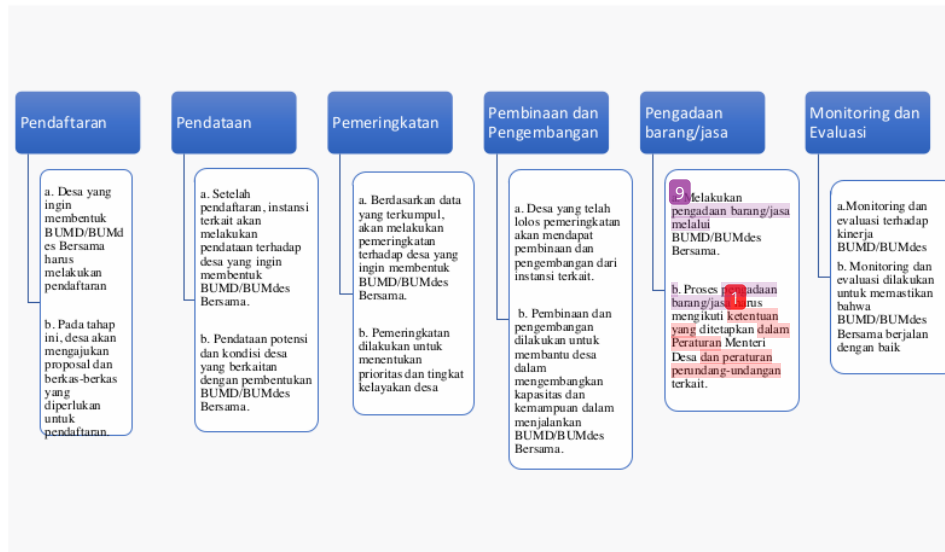 Pendaftaran
a. Desa yang
ingin
membentuk
BUMD/BUMd
es Bersama
harus
melakukan
pendaftaran
b. Pada tahap
ini, desa akan
mengajukan
proposal dan
berkas-berkas
yang
diperlukan
untuk
pendaftaran.
Pendataan
a. Setelah
pendaftaran, instansi
terkait akan
melakukan
pendataan terhadap
desa yang ingin
membentuk
BUMD/BUMdes
Bersama.
b. Pendataan potensi
dan kondisi desa
yang berkaitan
dengan pembentukan
BUMD/BUMdes
Bersama.
Pemeringkatan
a. Berdasarkan data
yang terkumpul,
akan melakukan
pemeringkatan
terhadap desa yang
ingin membentuk
BUMD/BUMdes
Bersama.
b. Pemeringkatan
dilakukan untuk
menentukan
prioritas dan tingkat
kelayakan desa
Pembinaan dan
Pengembangan
a. Desa yang telah
lolos pemeringkatan
akan mendapat
pembinaan dan
pengembangan dari
instansi terkait.
b. Pembinaan dan
pengembangan
dilakukan untuk
membantu desa
dalam
mengembangkan
kapasitas dan
kemampuan dalam
menjalankan
BUMD/BUMdes
Bersama.
Pengadaan
barang/jasa
9
Melakukan
pengadaan barang/jasa
melalui
BUMD/BUMdes
Bersama.
1
b. Proses pengadaan
barang/jasa harus
mengikuti ketentuan
yang ditetapkan dalam
Peraturan Menteri
Desa dan peraturan
perundang-undangan
terkait.
Monitoring dan
Evaluasi
a.Monitoring dan
evaluasi terhadap
kinerja
BUMD/BUMdes
b. Monitoring dan
evaluasi dilakukan
untuk memastikan
bahwa
BUMD/BUMdes
Bersama berjalan
dengan baik